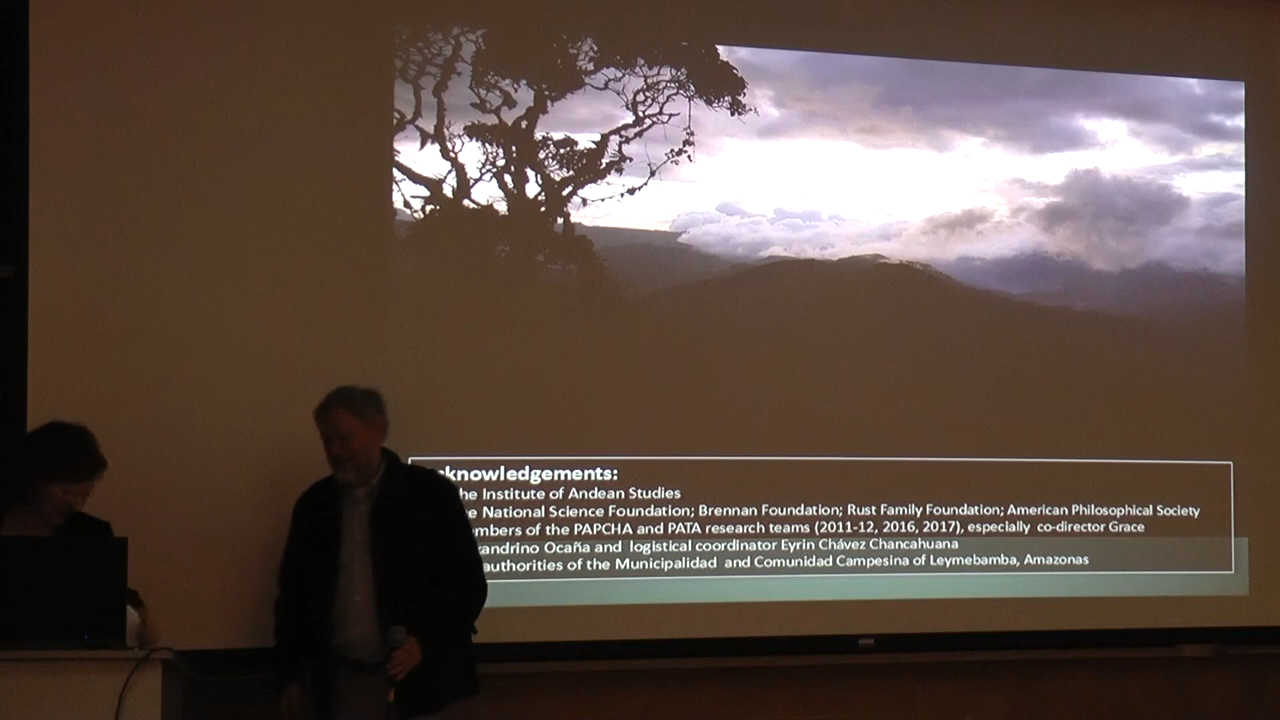 knowledgements:
he Institute of Andean Studies
e National Science Foundation; Brennan Foundation; Rust Family Foundation; American Philosophical Society
mbers of the PAPCHA and PATA research teams (2011-12, 2016, 2017), especially co-director Grace
andrino Ocaña and logistical coordinator Eyrin Chávez Chancahuana
authorities of the Municipalidad and Comunidad Campesina of Leymebamba, Amazonas